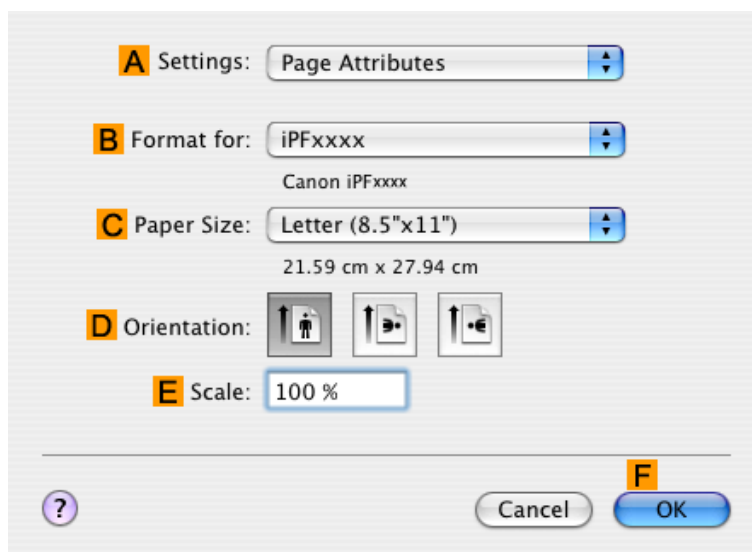 A Settings: Page Attributes
B Format for: iPFxxxx
Canon iPFxxxx
C Paper Size: Letter (8.5"x11")
21.59 cm x 27.94 cm
D Orientation:
E Scale: 100 %
F
? Cancel OK